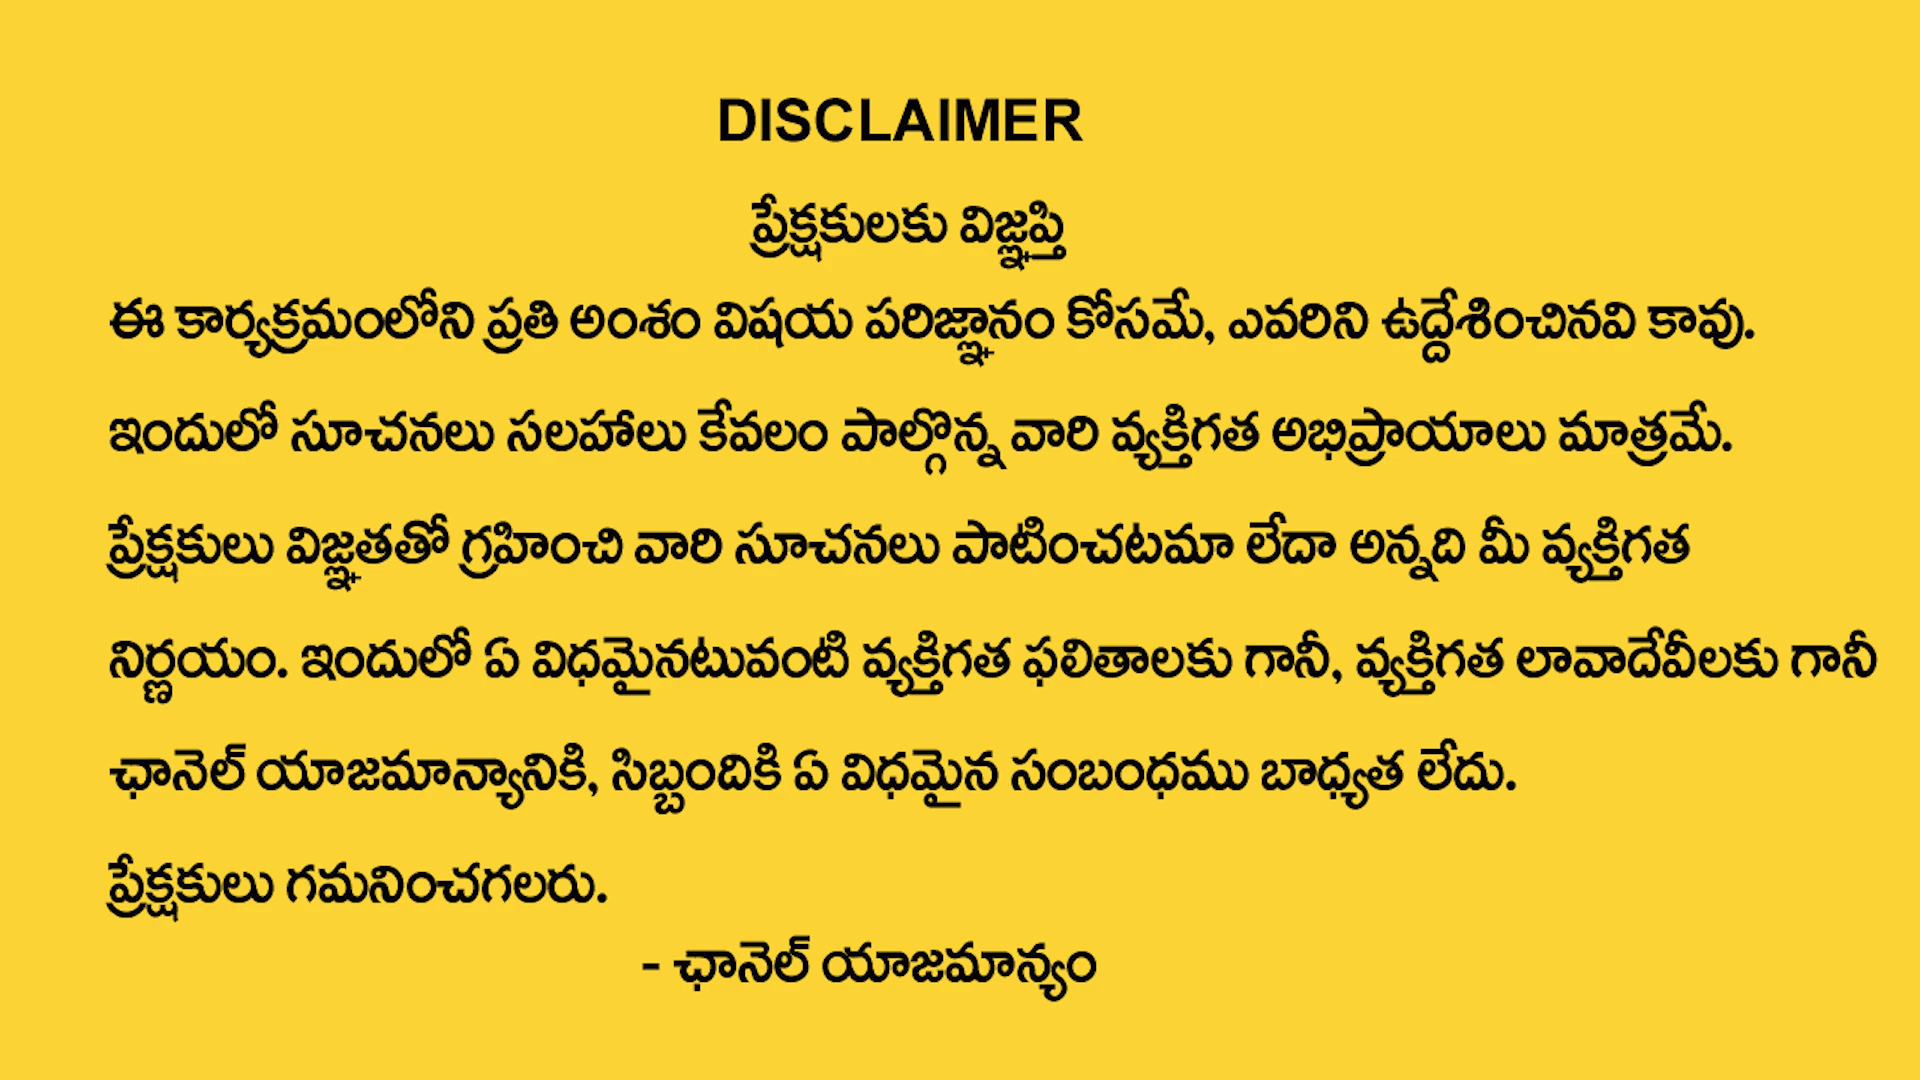 DISCLAIMER
ప్రేక్షకులకు విజ్ఞప్తి
ఈ కార్యక్రమంలోని ప్రతి అంశం విషయ పరిజ్ఞానం కోసమే, ఎవరిని ఉద్దేశించినవి కావు.
ఇందులో సూచనలు సలహాలు కేవలం పాల్గొన్న వారి వ్యక్తిగత అభిప్రాయాలు మాత్రమే.
ప్రేక్షకులు విజ్ఞతతో గ్రహించి వారి సూచనలు పాటించటమా లేదా అన్నది మీ వ్యక్తిగత
నిర్ణయం. ఇందులో ఏ విధమైనటువంటి వ్యక్తిగత ఫలితాలకు గానీ, వ్యక్తిగత లావాదేవీలకు గానీ
ఛానెల్ యాజమాన్యానికి, సిబ్బందికి ఏ విధమైన సంబంధము బాధ్యత లేదు.
ప్రేక్షకులు గమనించగలరు.
- ఛానెల్ యాజమాన్యం